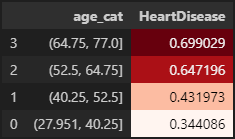 age_cat HeartDisease
3 (64.75, 77.0] 0.699029
2 (52.5, 64.75] 0.647196
1 (40.25, 52.5] 0.431973
0 (27.951, 40.25] 0.344086